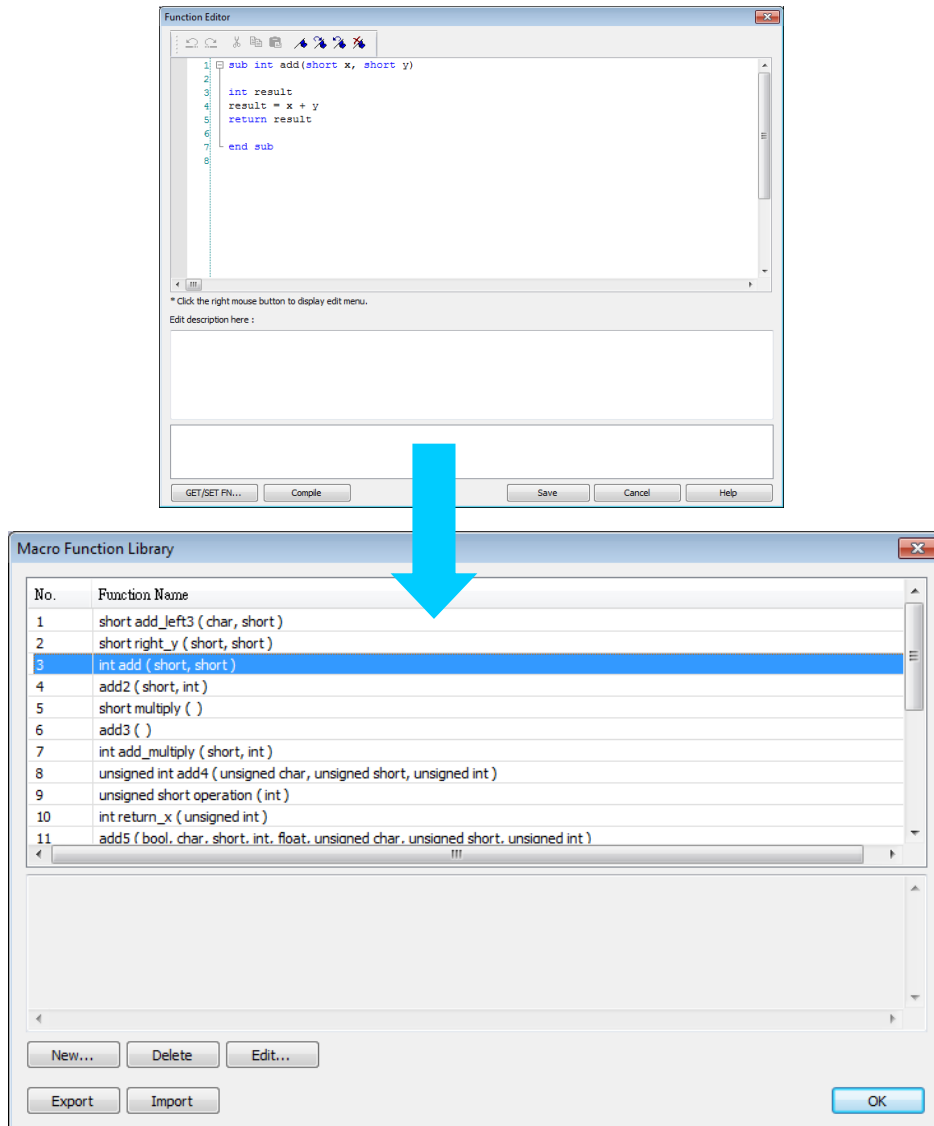 Function Editor
1 sub int add(short x, short y)
2
3 int result
4 result = x + y
5 return result
6
7 end sub
8
* Click the right mouse button to display edit menu.
Edit description here :
GET/SET FN... Compile Save Cancel Help
Macro Function Library
No. Function Name
1 short add_left3 ( char, short )
2 short right_y ( short, short )
3 int add ( short, short )
4 add2 ( short, int )
5 short multiply ( )
6 add3 ( )
7 int add_multiply ( short, int )
8 unsigned int add4 ( unsigned char, unsigned short, unsigned int )
9 unsigned short operation ( int )
10 int return_x ( unsigned int )
11 add5 ( bool, char, short, int, float, unsigned char, unsigned short, unsigned int )
New... Delete Edit...
Export Import OK